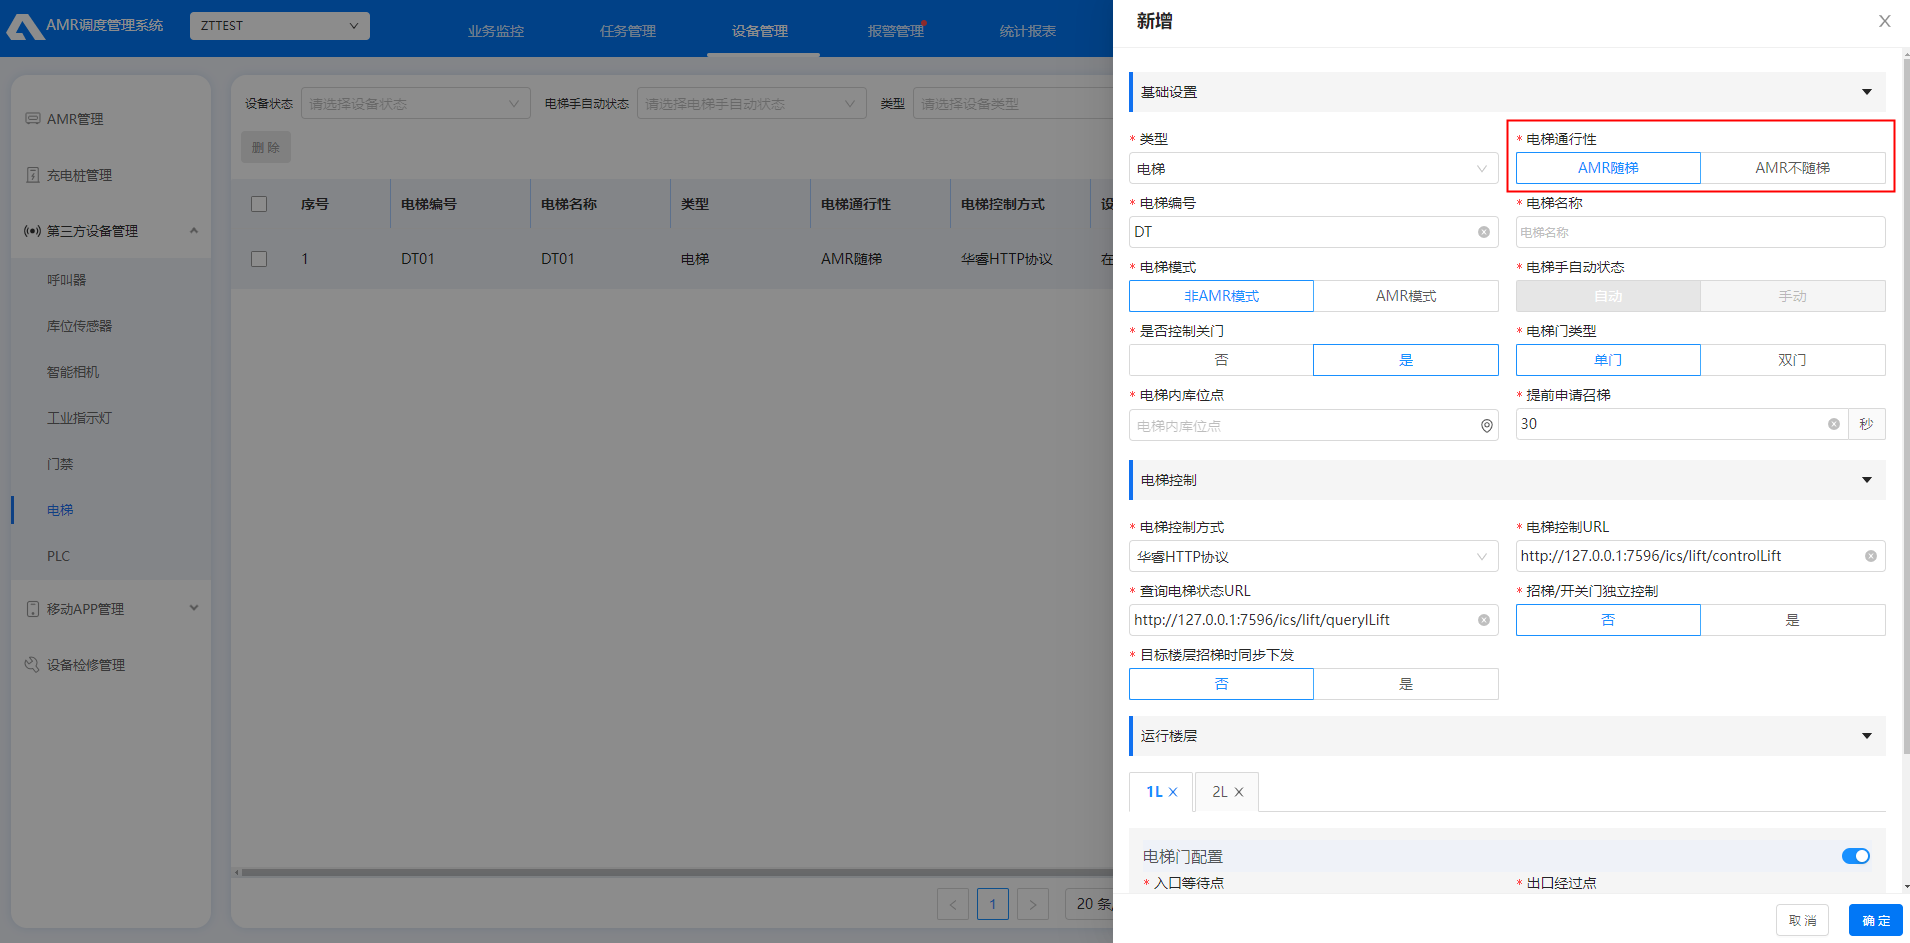 AMR调度管理系统
ZTTEST
业务监控
任务管理
设备管理
报警管理
统计报表
AMR管理
充电桩管理
第三方设备管理
呼叫器
库位传感器
智能相机
工业指示灯
门禁
电梯
PLC
移动APP管理
设备检修管理
设备状态 请选择设备状态 电梯手自动状态 请选择电梯手自动状态 类型 请选择设备类型
删 除
序号 电梯编号 电梯名称 类型 电梯通行性 电梯控制方式 设
1 DT01 DT01 电梯 AMR随梯 华睿HTTP协议 在
< 1 > 20 条/
新增
基础设置
* 类型
电梯
* 电梯通行性
AMR随梯 AMR不随梯
* 电梯编号
DT
* 电梯名称
电梯名称
* 电梯模式
非AMR模式 AMR模式
* 电梯手自动状态
自动 手动
* 是否控制关门
否 是
* 电梯门类型
单门 双门
* 电梯内库位点
电梯内库位点
* 提前申请召梯
30 秒
电梯控制
* 电梯控制方式
华睿HTTP协议
* 电梯控制URL
http://127.0.0.1:7596/ics/lift/controlLift
* 查询电梯状态URL
http://127.0.0.1:7596/ics/lift/querylLift
* 招梯/开关门独立控制
否 是
* 目标楼层招梯时同步下发
否 是
运行楼层
1L 2L
电梯门配置
* 入口等待点
* 出口经过点
取 消 确 定